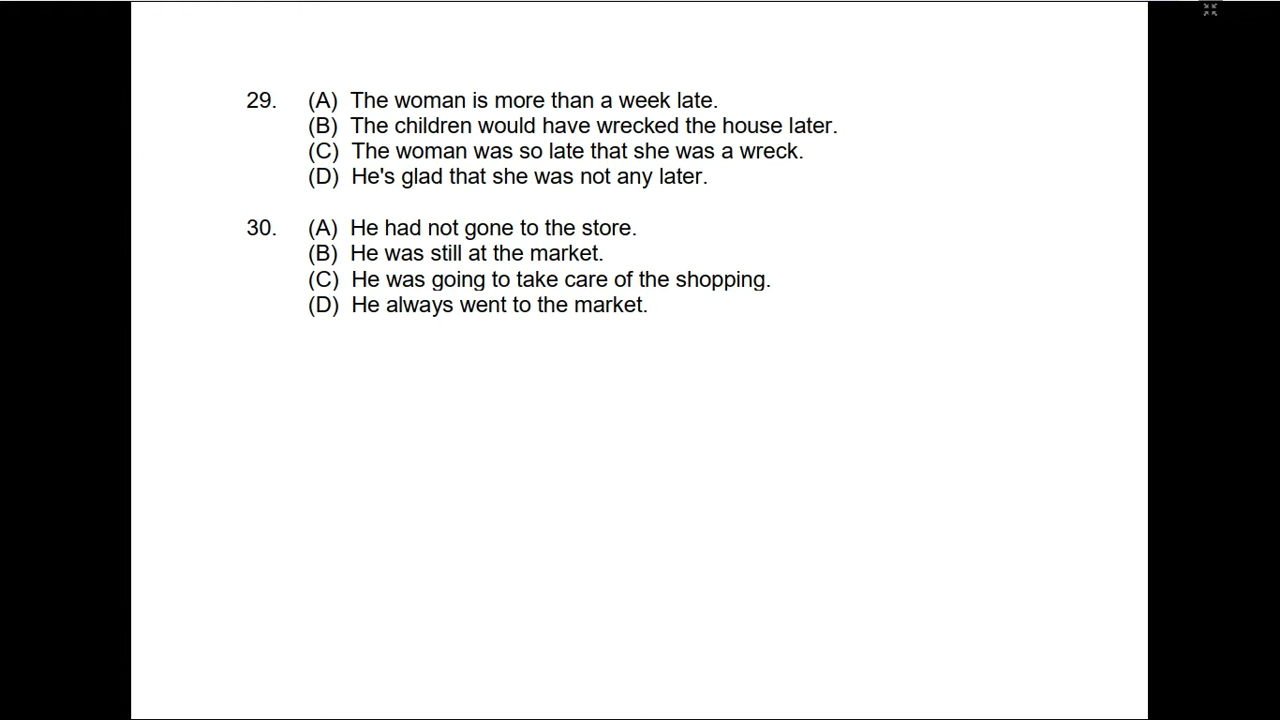 29. (A) The woman is more than a week late.
(B) The children would have wrecked the house later.
(C) The woman was so late that she was a wreck.
(D) He's glad that she was not any later.
30. (A) He had not gone to the store.
(B) He was still at the market.
(C) He was going to take care of the shopping.
(D) He always went to the market.